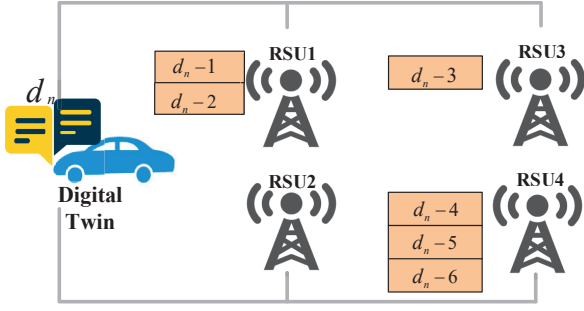 RSU1
RSU3
d_n
d_n −1
d_n −2
d_n −3
Digital
Twin
RSU2
RSU4
d_n −4
d_n −5
d_n −6